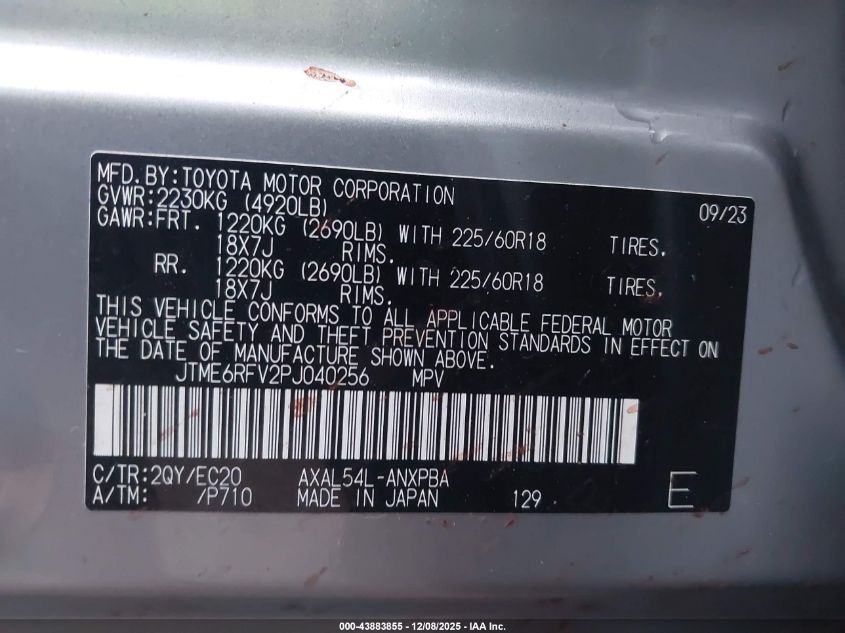 MFD.BY:TOYOTA MOTOR CORPORATION 09/23
GVWR:2230KG (4920LB)
GAWR:FRT. 1220KG (2690LB) WITH 225/60R18 TIRES.
18X7J RIMS.
RR. 1220KG (2690LB) WITH 225/60R18 TIRES.
18X7J RIMS.
THIS VEHICLE CONFORMS TO ALL APPLICABLE FEDERAL MOTOR
VEHICLE SAFETY AND THEFT PREVENTION STANDARDS IN EFFECT ON
THE DATE OF MANUFACTURE SHOWN ABOVE.
JTME6RFV2PJ040256 MPV
C/TR:2QY/EC20 AXAL54L-ANXPBA
A/TM: /P710 MADE IN JAPAN 129 E
000-43883855 - 12/08/2025 - IAA Inc.